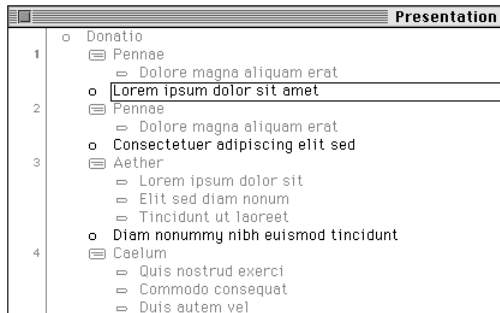 Presentation
Donatio
1 Pennae
Dolore magna aliquam erat
Lorem ipsum dolor sit amet
2 Pennae
Dolore magna aliquam erat
Consectetuer adipiscing elit sed
3 Aether
Lorem ipsum dolor sit
Elit sed diam nonum
Tincidunt ut laoreet
Diam nonummy nibh euismod tincidunt
4 Caelum
Quis nostrud exerci
Commodo consequat
Duis autem vel